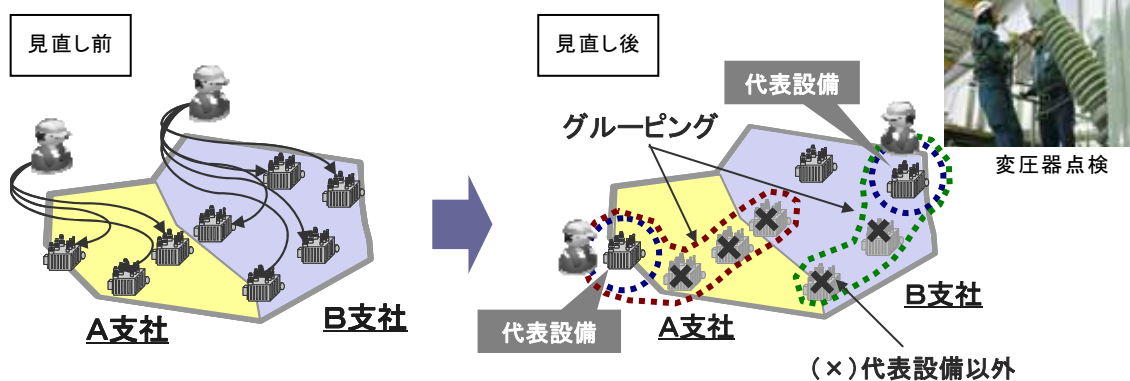 見直し前
A支社
B支社
見直し後
代表設備
グルーピング
変圧器点検
代表設備
A支社
B支社
(×)代表設備以外